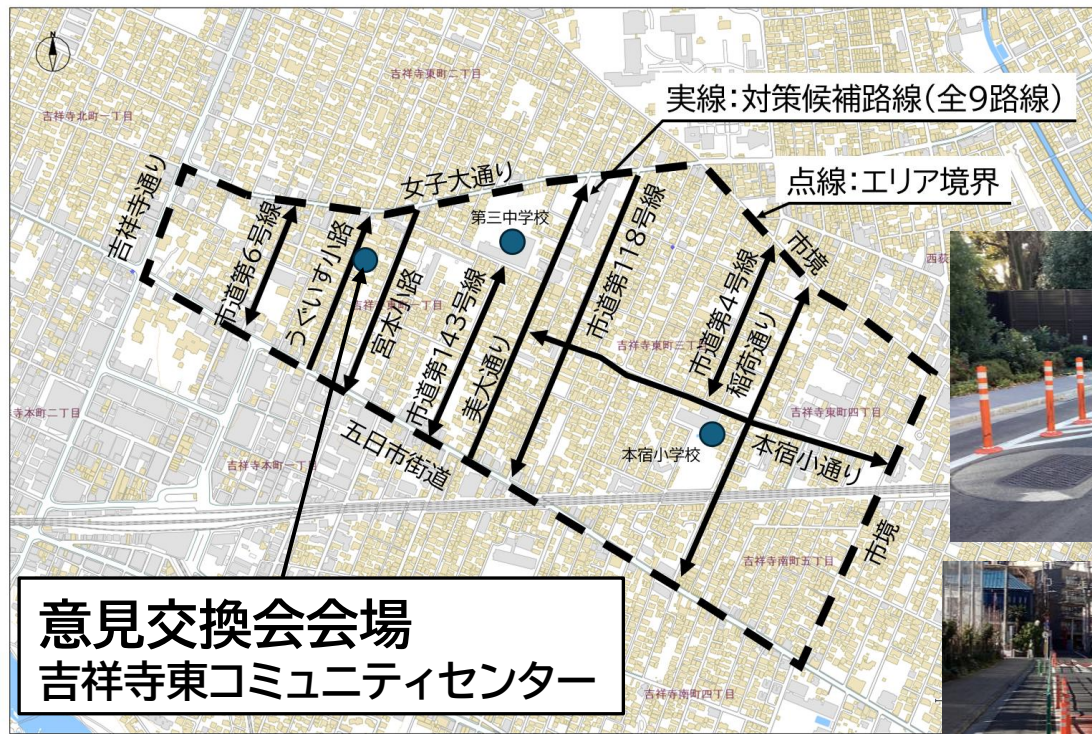 N
吉祥寺東町二丁目
吉祥寺北町一丁目
実線：対策候補路線（全９路線）
点線：エリア境界
吉祥寺通り
女子大通り
第三中学校
市道第6号線
うぐいす小路
宮本小路
市道第143号線
美大通り
市道第118号線
市道第4号線
稲荷通り
市境
西荻
吉祥寺東町三丁
吉祥寺東町四丁目
本宿小学校
本宿小通り
五日市街道
寺本町二丁目
吉祥寺本町一丁目
吉祥寺南町五丁目
市境
意見交換会会場
吉祥寺東コミュニティセンター
吉祥寺南町四丁目